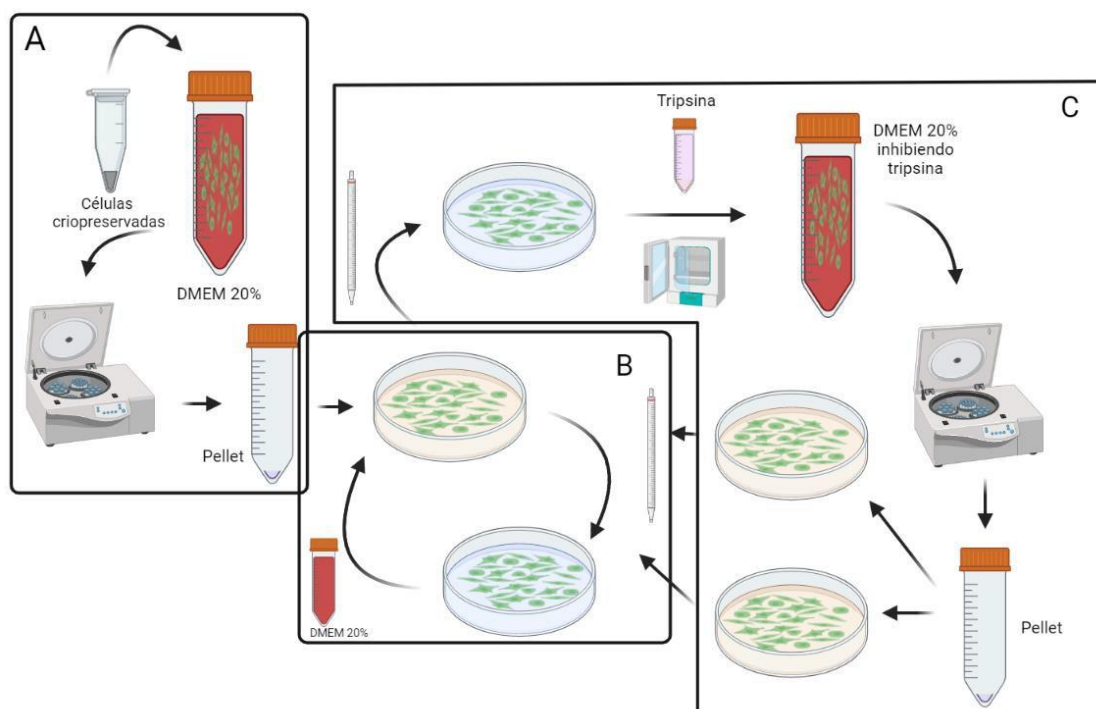 A
Células
criopreservadas
DMEM 20%
Pellet
B
DMEM 20%
C
Tripsina
DMEM 20%
inhibiendo
tripsina
Pellet